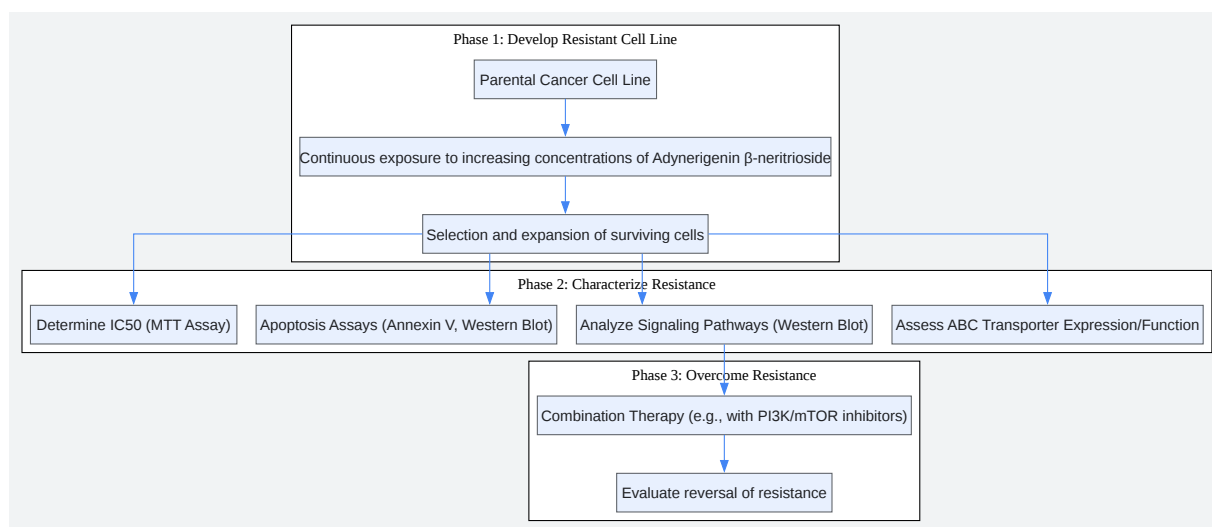 Phase 1: Develop Resistant Cell Line
Parental Cancer Cell Line
Continuous exposure to increasing concentrations of Adynerigenin β-neritrioside
Selection and expansion of surviving cells
Phase 2: Characterize Resistance
Determine IC50 (MTT Assay)
Apoptosis Assays (Annexin V, Western Blot)
Analyze Signaling Pathways (Western Blot)
Assess ABC Transporter Expression/Function
Phase 3: Overcome Resistance
Combination Therapy (e.g., with PI3K/mTOR inhibitors)
Evaluate reversal of resistance